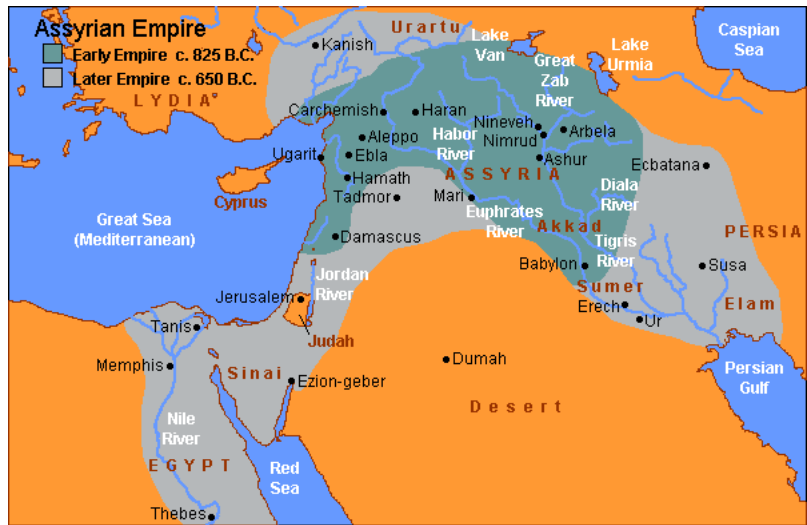 Assyrian Empire
Early Empire c. 825 B.C.
Later Empire c. 650 B.C.
Kanish
Urartu
Lake
Van
Great
Zab
River
Lake
Urmia
Caspian
Sea
LYDIA
Carchemish
Haran
Nineveh
Nimrud
Arbela
Aleppo
Habor
River
Ugarit
Ebla
Ashur
Ecbatana
Hamath
ASSYRIA
Cyprus
Tadmor
Mari
Diala
River
Great Sea
(Mediterranean)
Euphrates
River
Akkad
PERSIA
Damascus
Tigris
River
Babylon
Susa
Jordan
River
Sumer
Jerusalem
Erech
Elam
Ur
Tanis
Judah
Memphis
Sinai
Ezion-geber
Dumah
Persian
Gulf
Desert
Nile
River
EGYPT
Red
Sea
Thebes